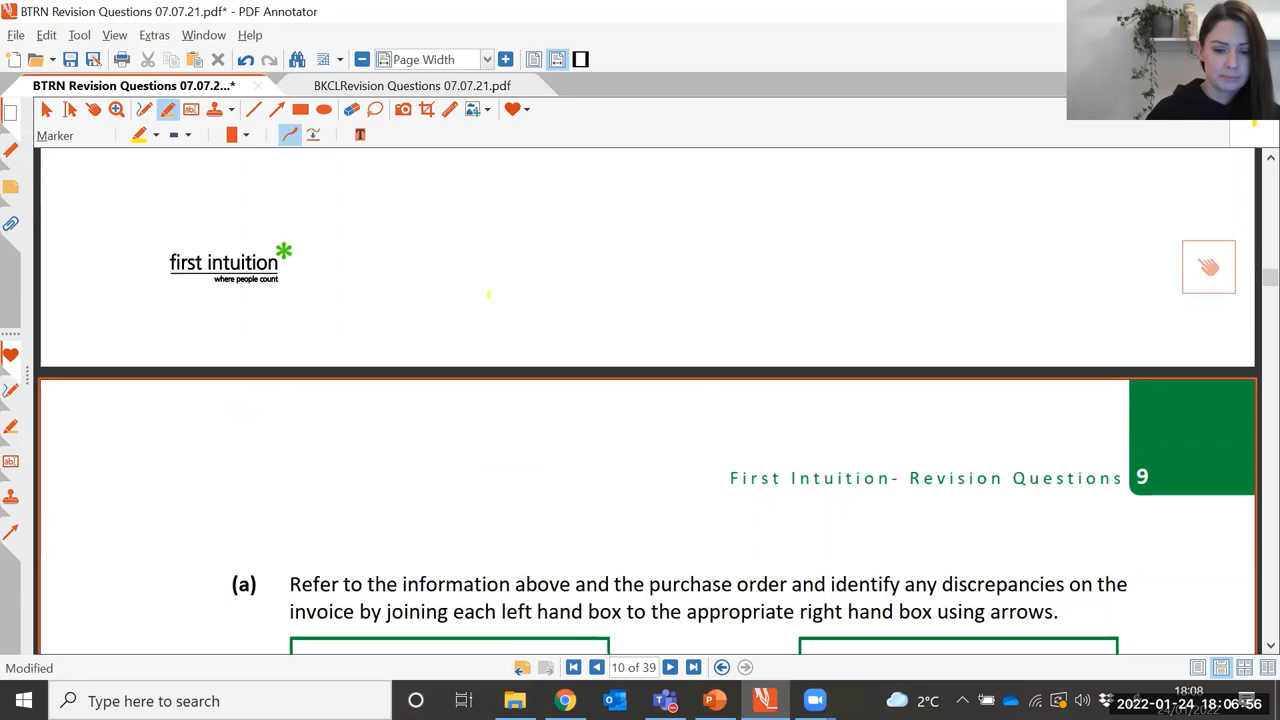 BTRN Revision Questions 07.07.21.pdf* - PDF Annotator
File Edit Tool View Extras Window Help
Page Width
BTRN Revision Questions 07.07.2...* BKCLRevision Questions 07.07.21.pdf
Marker
first intuition*
where people count
First Intuition- Revision Questions 9
(a) Refer to the information above and the purchase order and identify any discrepancies on the
invoice by joining each left hand box to the appropriate right hand box using arrows.
Modified
10 of 39
Type here to search
2°C
18:08
2022-01-24 18:06:56
24/01/2022